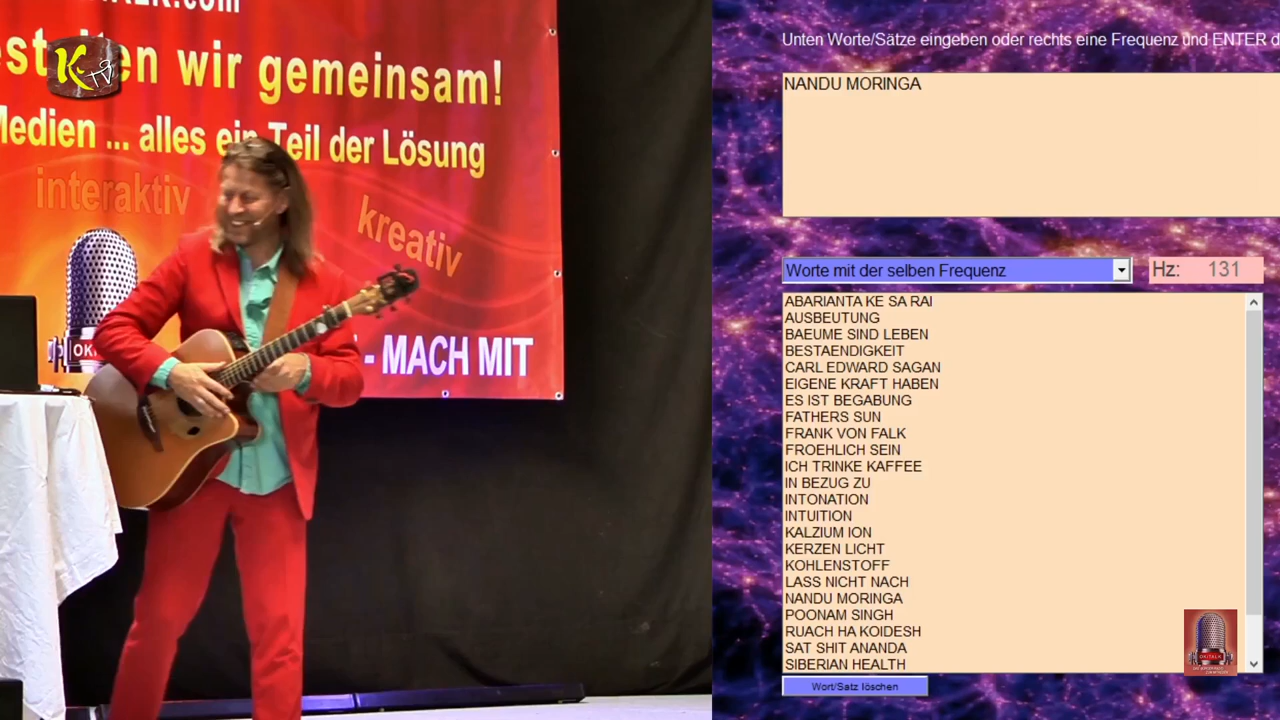 wir gemeinsam!
Medien ... alles ein Teil der Lösung
interaktiv
kreativ
- MACH MIT
K
TV
Unten Worte/Sätze eingeben oder rechts eine Frequenz und ENTER d
NANDU MORINGA
Worte mit der selben Frequenz
Hz: 131
ABARIANTA KE SA RAI
AUSBEUTUNG
BAEUME SIND LEBEN
BESTAENDIGKEIT
CARL EDWARD SAGAN
EIGENE KRAFT HABEN
ES IST BEGABUNG
FATHERS SUN
FRANK VON FALK
FROEHLICH SEIN
ICH TRINKE KAFFEE
IN BEZUG ZU
INTONATION
INTUITION
KALZIUM ION
KERZEN LICHT
KOHLENSTOFF
LASS NICHT NACH
NANDU MORINGA
POONAM SINGH
RUACH HA KOIDESH
SAT SHIT ANANDA
SIBERIAN HEALTH
OKITALK
Wort/Satz löschen